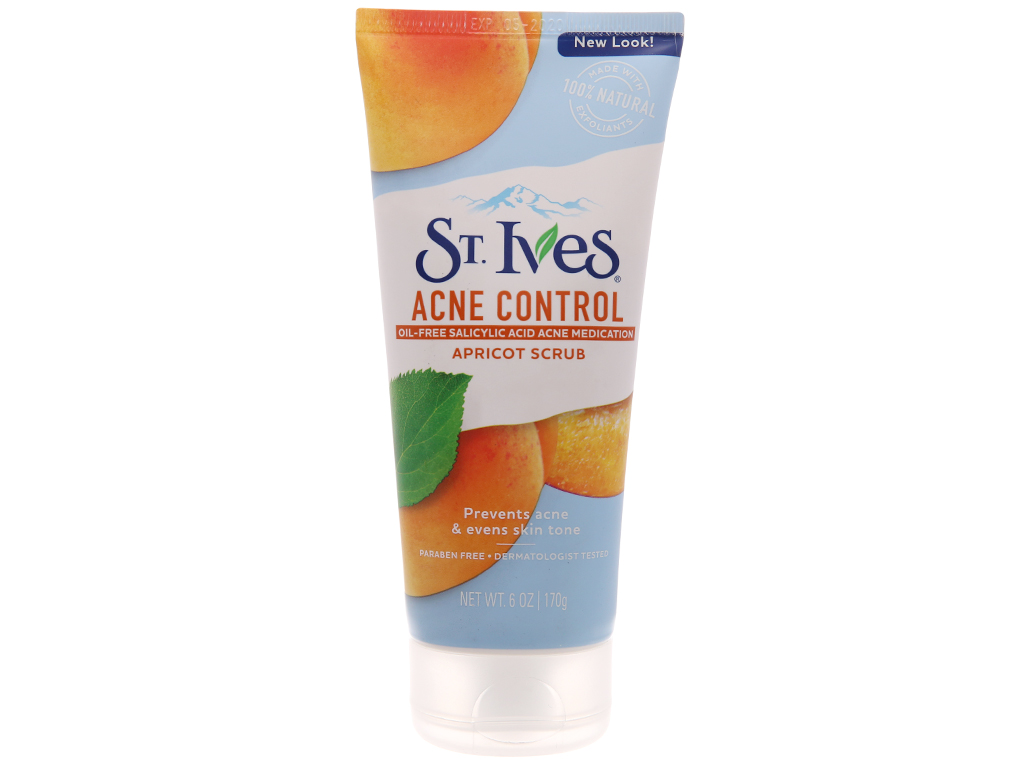 New Look!
MADE WITH
100% NATURAL
EXFOLIANTS
ST. IVES®
ACNE CONTROL
OIL-FREE SALICYLIC ACID ACNE MEDICATION
APRICOT SCRUB
Prevents acne
& evens skin tone
PARABEN FREE • DERMATOLOGIST TESTED
NET WT. 6 OZ | 170g